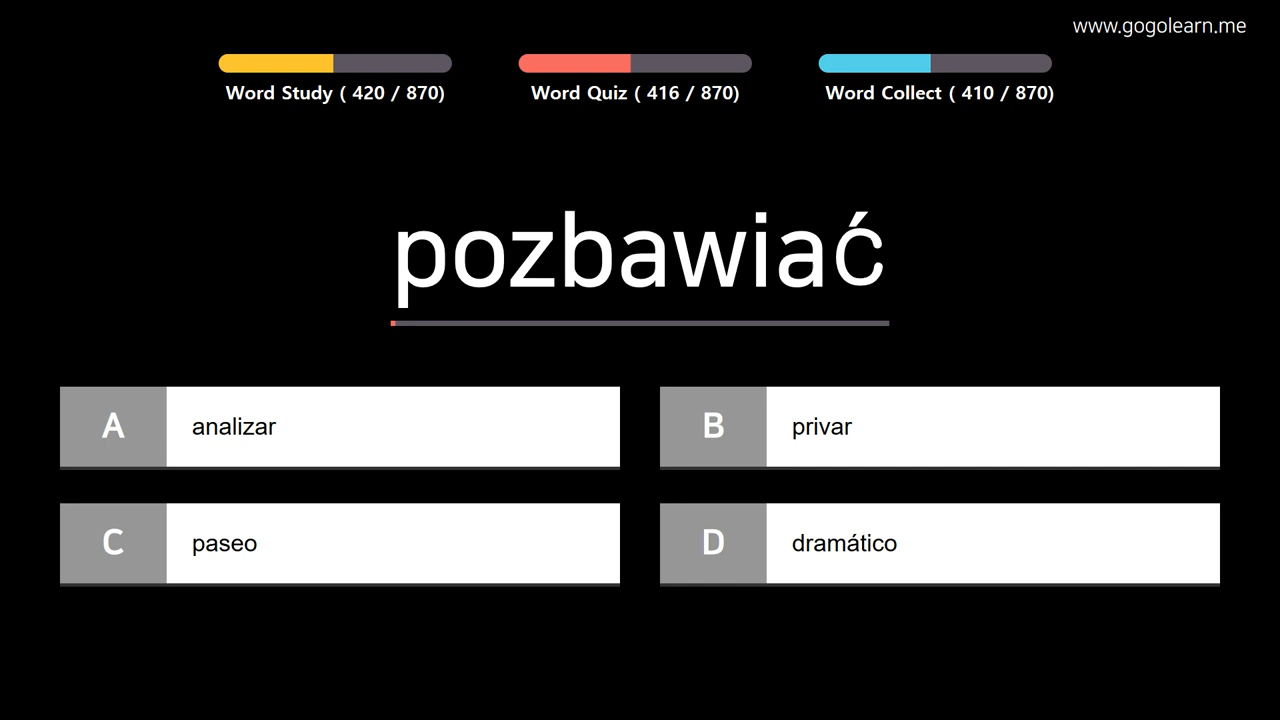 www.gogolearn.me
Word Study ( 420 / 870)
Word Quiz ( 416 / 870)
Word Collect ( 410 / 870)
pozbawiać
A analizar
B privar
C paseo
D dramático